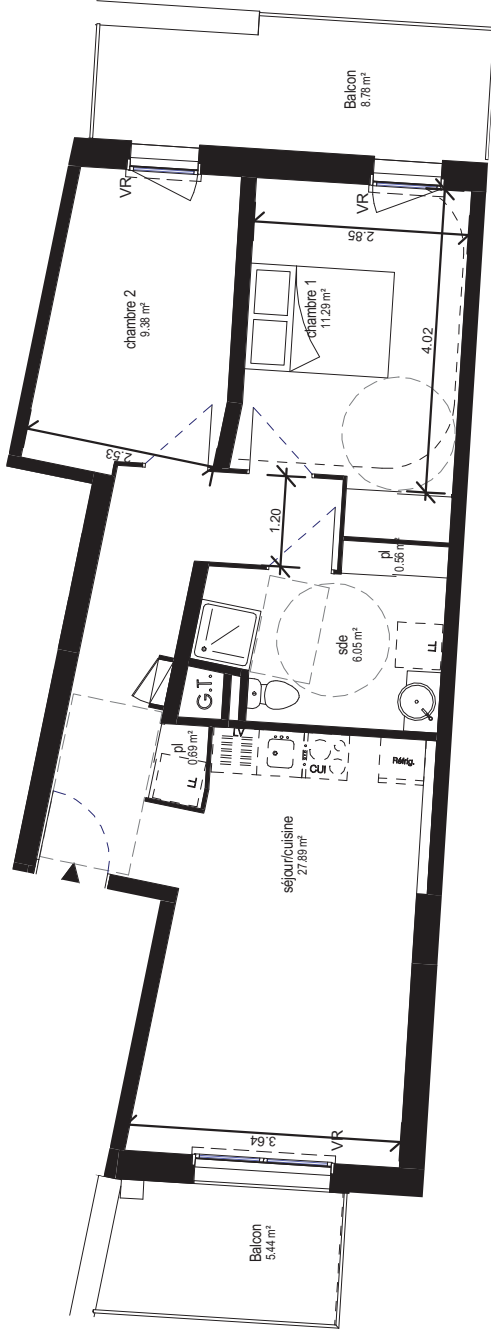 Balcon
8.78 m²
VR
VR
chambre 2
9.38 m²
2.85
chambre 1
11.29 m²
4.02
2.53
1.20
pl
0.56 m²
sde
6.05 m²
LL
G.T.
LV
pl
0.69 m²
LL
CUI
Réfrig.
séjour/cuisine
27.89 m²
3.64
VR
Balcon
5.44 m²